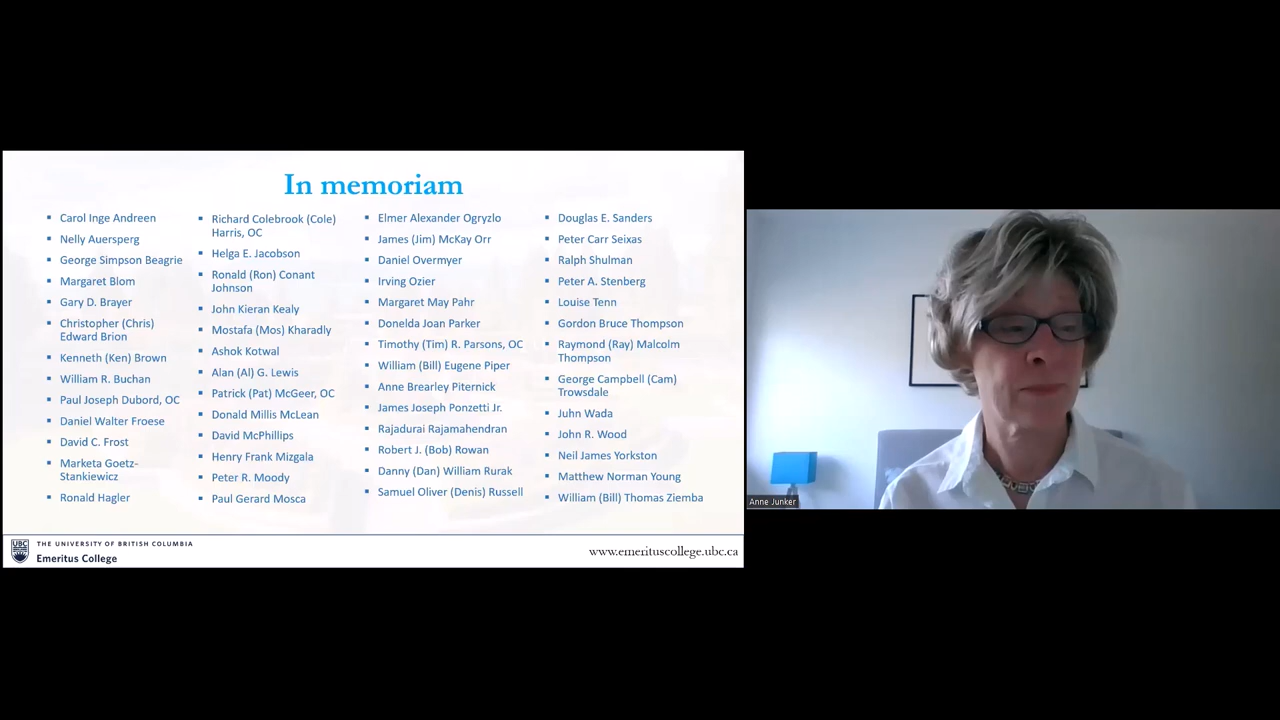 In memoriam
▪ Carol Inge Andreen
▪ Nelly Auersperg
▪ George Simpson Beagrie
▪ Margaret Blom
▪ Gary D. Brayer
▪ Christopher (Chris)
Edward Brion
▪ Kenneth (Ken) Brown
▪ William R. Buchan
▪ Paul Joseph Dubord, OC
▪ Daniel Walter Froese
▪ David C. Frost
▪ Marketa Goetz-
Stankiewicz
▪ Ronald Hagler
▪ Richard Colebrook (Cole)
Harris, OC
▪ Helga E. Jacobson
▪ Ronald (Ron) Conant
Johnson
▪ John Kieran Kealy
▪ Mostafa (Mos) Kharadly
▪ Ashok Kotwal
▪ Alan (Al) G. Lewis
▪ Patrick (Pat) McGeer, OC
▪ Donald Millis McLean
▪ David McPhillips
▪ Henry Frank Mizgala
▪ Peter R. Moody
▪ Paul Gerard Mosca
▪ Elmer Alexander Ogryzlo
▪ James (Jim) McKay Orr
▪ Daniel Overmyer
▪ Irving Ozier
▪ Margaret May Pahr
▪ Donelda Joan Parker
▪ Timothy (Tim) R. Parsons, OC
▪ William (Bill) Eugene Piper
▪ Anne Brearley Piternick
▪ James Joseph Ponzetti Jr.
▪ Rajadurai Rajamahendran
▪ Robert J. (Bob) Rowan
▪ Danny (Dan) William Rurak
▪ Samuel Oliver (Denis) Russell
▪ Douglas E. Sanders
▪ Peter Carr Seixas
▪ Ralph Shulman
▪ Peter A. Stenberg
▪ Louise Tenn
▪ Gordon Bruce Thompson
▪ Raymond (Ray) Malcolm
Thompson
▪ George Campbell (Cam)
Trowsdale
▪ Juhn Wada
▪ John R. Wood
▪ Neil James Yorkston
▪ Matthew Norman Young
▪ William (Bill) Thomas Ziemba
UBC
THE UNIVERSITY OF BRITISH COLUMBIA
Emeritus College
www.emerituscollege.ubc.ca
Anne Junker